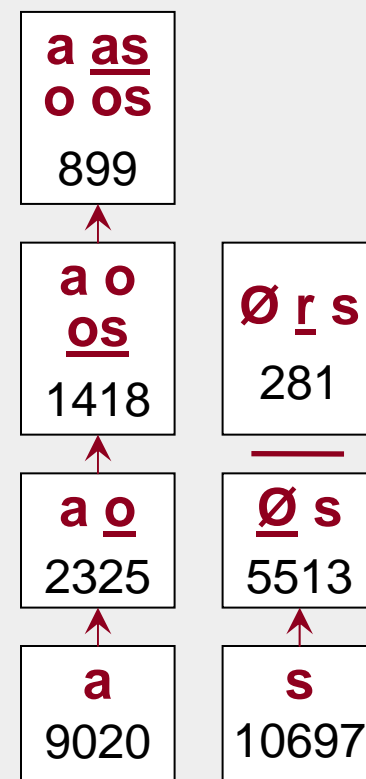 a as
o os
899
a o
os
1418
Ø r s
281
a o
2325
Ø s
5513
a
9020
s
10697